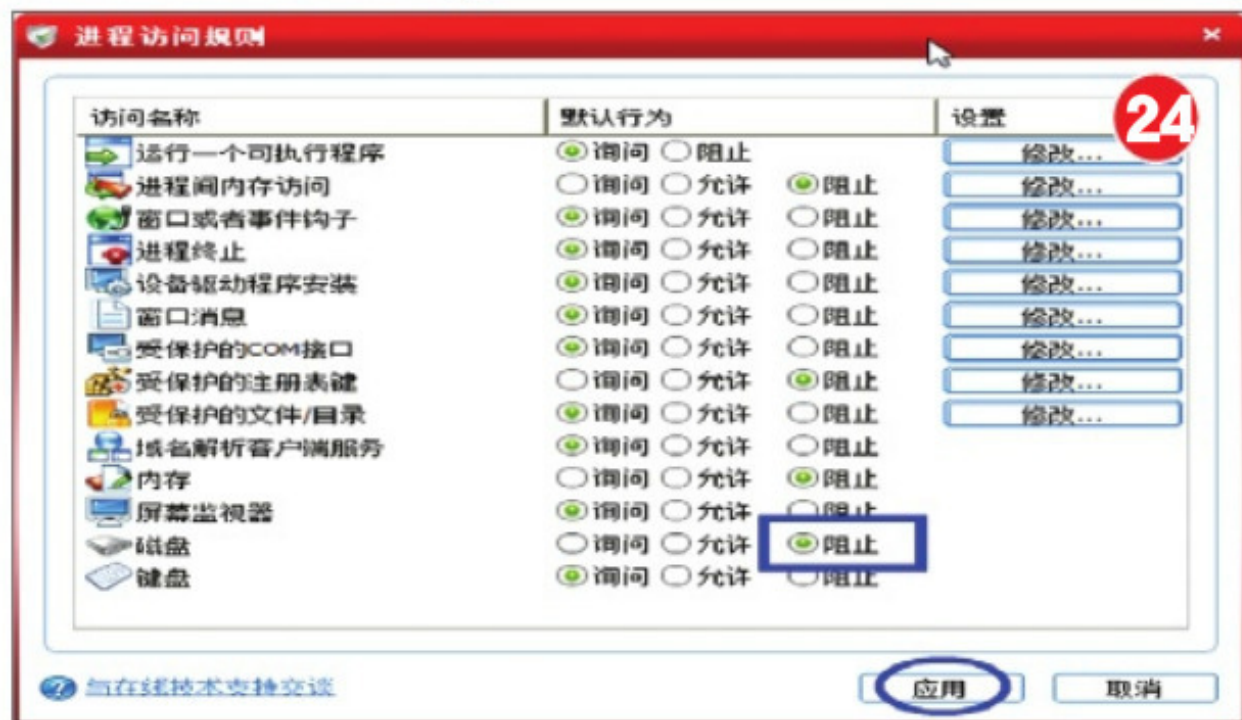 进程访问规则
24
访问名称 默认行为 设置
运行一个可执行程序 询问 阻止 修改...
进程间内存访问 询问 允许 阻止 修改...
窗口或者事件钩子 询问 允许 阻止 修改...
进程终止 询问 允许 阻止 修改...
设备驱动程序安装 询问 允许 阻止 修改...
窗口消息 询问 允许 阻止 修改...
受保护的COM接口 询问 允许 阻止 修改...
受保护的注册表键 询问 允许 阻止 修改...
受保护的文件/目录 询问 允许 阻止 修改...
域名解析客户端服务 询问 允许 阻止
内存 询问 允许 阻止
屏幕监视器 询问 允许 阻止
磁盘 询问 允许 阻止
键盘 询问 允许 阻止
与在线技术支持交谈 应用 取消